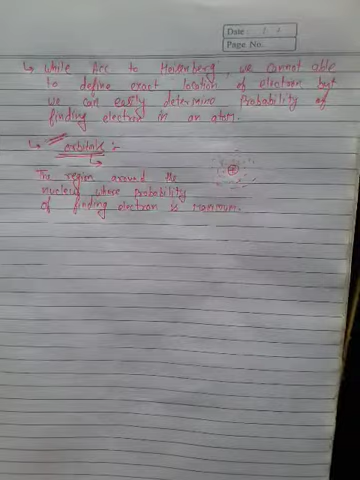 Date : / /
Page No.
↳ While Acc to Heisenberg, we cannot able
to define exact location of electron but
we can easily determine probability of
finding electron in an atom.
↳ orbitals :-
The region around the
nucleus whose probability
of finding electron is maximum.